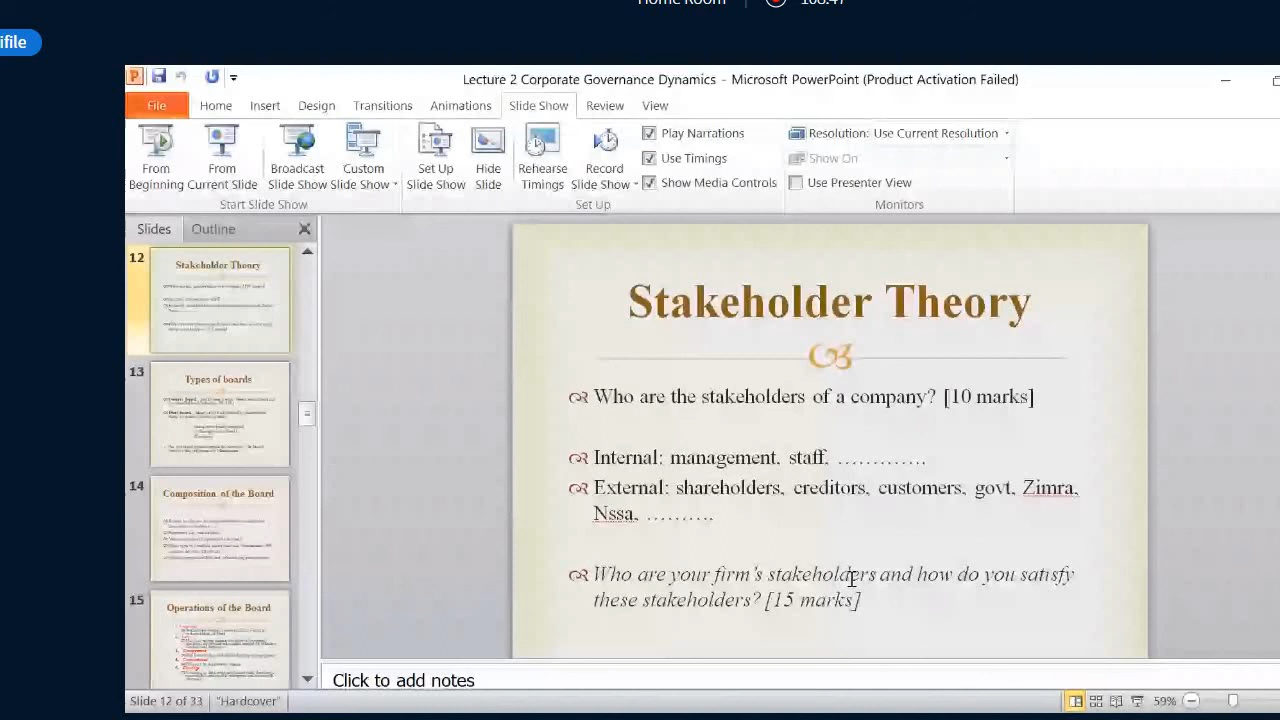 ifile
Lecture 2 Corporate Governance Dynamics - Microsoft PowerPoint (Product Activation Failed)
File Home Insert Design Transitions Animations Slide Show Review View
From Beginning
From Current Slide
Broadcast Slide Show
Custom Slide Show
Set Up Slide Show
Hide Slide
Rehearse Timings
Record Slide Show
Play Narrations
Use Timings
Show Media Controls
Resolution: Use Current Resolution
Show On
Use Presenter View
Start Slide Show
Set Up
Monitors
Slides Outline
12
Stakeholder Theory
13
Types of boards
14
Composition of the Board
15
Operations of the Board
Stakeholder Theory
Who are the stakeholders of a company? [10 marks]
Internal: management, staff, ………….
External: shareholders, creditors, customers, govt, Zimra,
Nssa, ……….
Who are your firm's stakeholders and how do you satisfy
these stakeholders? [15 marks]
Click to add notes
Slide 12 of 33 "Hardcover" 59%